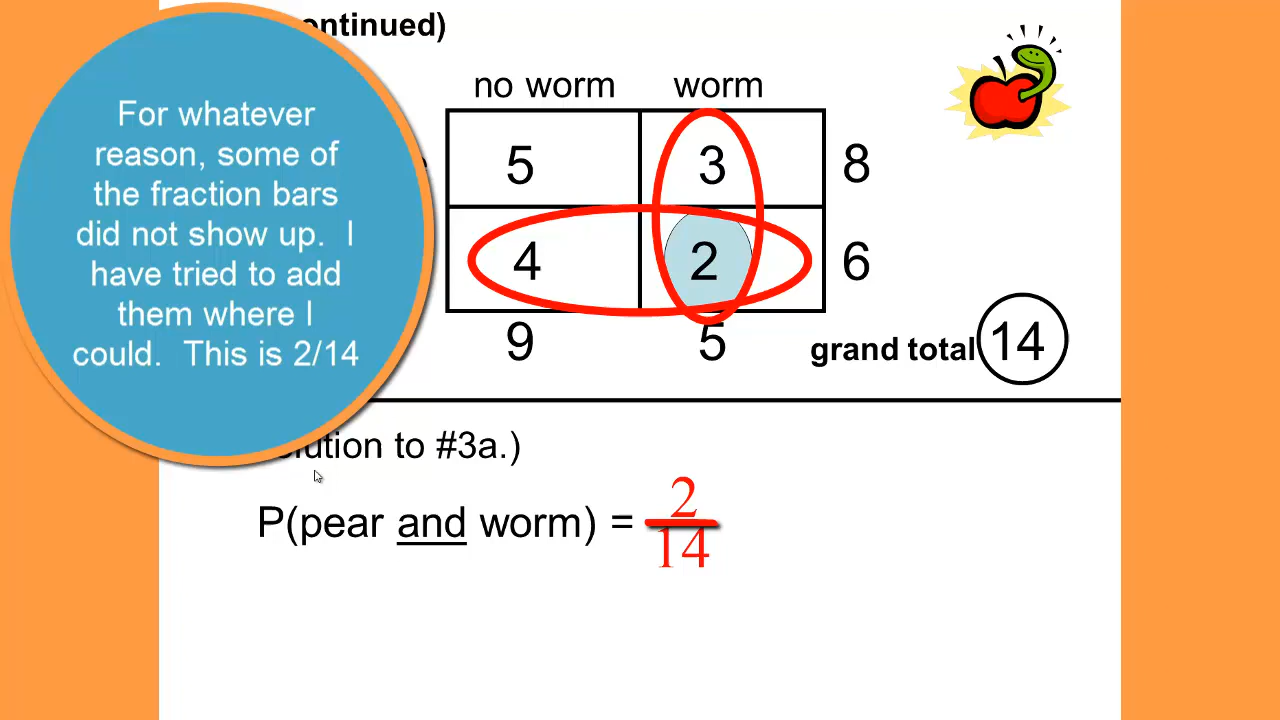 ontinued)
For whatever
reason, some of
the fraction bars
did not show up. I
have tried to add
them where I
could. This is 2/14
no worm worm
5 3 8
4 2 6
9 5 grand total 14
olution to #3a.)
P(pear and worm) = 2
14